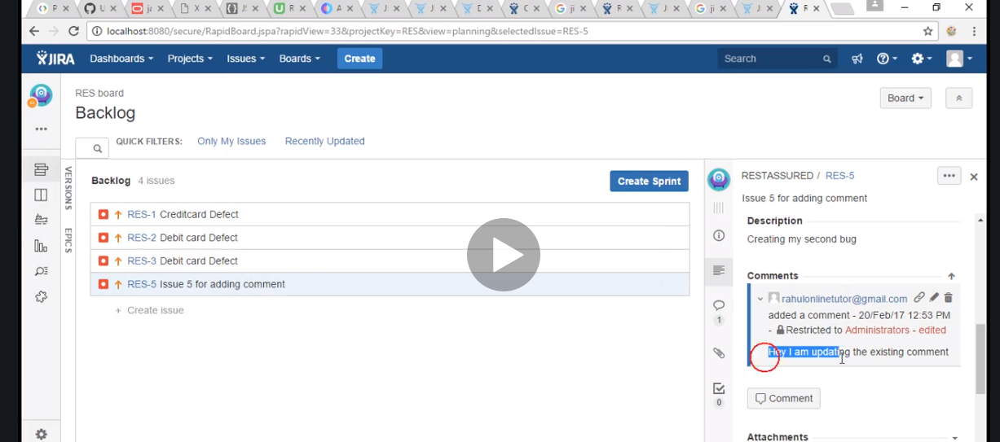 P
U
ja
X
JS
R
A
J
J
D
C
ji
R
J
ji
J
R
localhost:8080/secure/RapidBoard.jspa?rapidView=33&projectKey=RES&view=planning&selectedIssue=RES-5
JIRA Dashboards Projects Issues Boards Create Search
RES board
Backlog
Board
QUICK FILTERS: Only My Issues Recently Updated
VERSIONS
EPICS
Backlog 4 issues
Create Sprint
RES-1 Creditcard Defect
RES-2 Debit card Defect
RES-3 Debit card Defect
RES-5 Issue 5 for adding comment
+ Create issue
RESTASSURED / RES-5
Issue 5 for adding comment
Description
Creating my second bug
Comments
rahulonlinetutor@gmail.com
added a comment - 20/Feb/17 12:53 PM
- Restricted to Administrators - edited
Hey I am updating the existing comment
1
0
Comment
Attachments